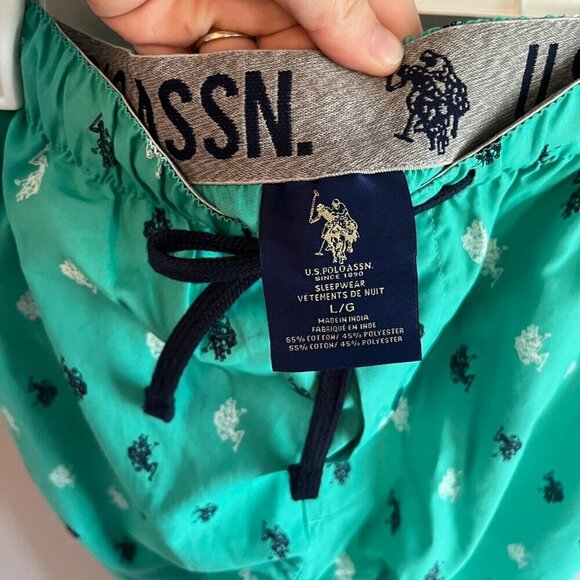 ASSN.
U.S. POLO ASSN.
SINCE 1890
SLEEPWEAR
VÊTEMENTS DE NUIT
L/G
MADE IN INDIA
FABRIQUÉ EN INDE
55% COTTON/ 45% POLYESTER
55% COTON/ 45% POLYESTER